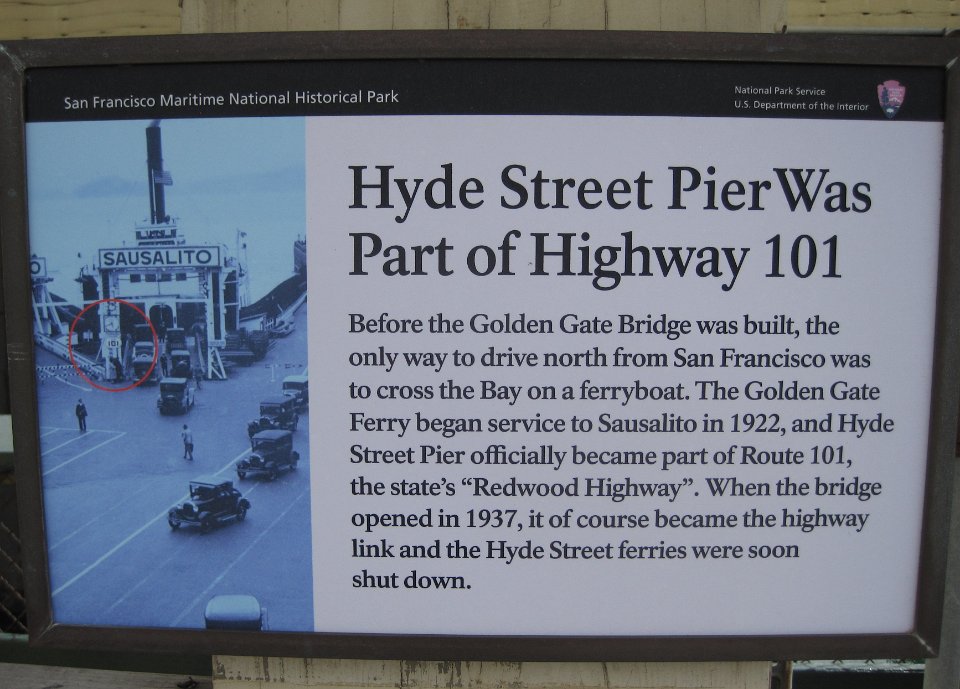 San Francisco Maritime National Historical Park
National Park Service
U.S. Department of the Interior
Hyde Street Pier Was
Part of Highway 101
SAUSALITO
101
Before the Golden Gate Bridge was built, the
only way to drive north from San Francisco was
to cross the Bay on a ferryboat. The Golden Gate
Ferry began service to Sausalito in 1922, and Hyde
Street Pier officially became part of Route 101,
the state's “Redwood Highway”. When the bridge
opened in 1937, it of course became the highway
link and the Hyde Street ferries were soon
shut down.